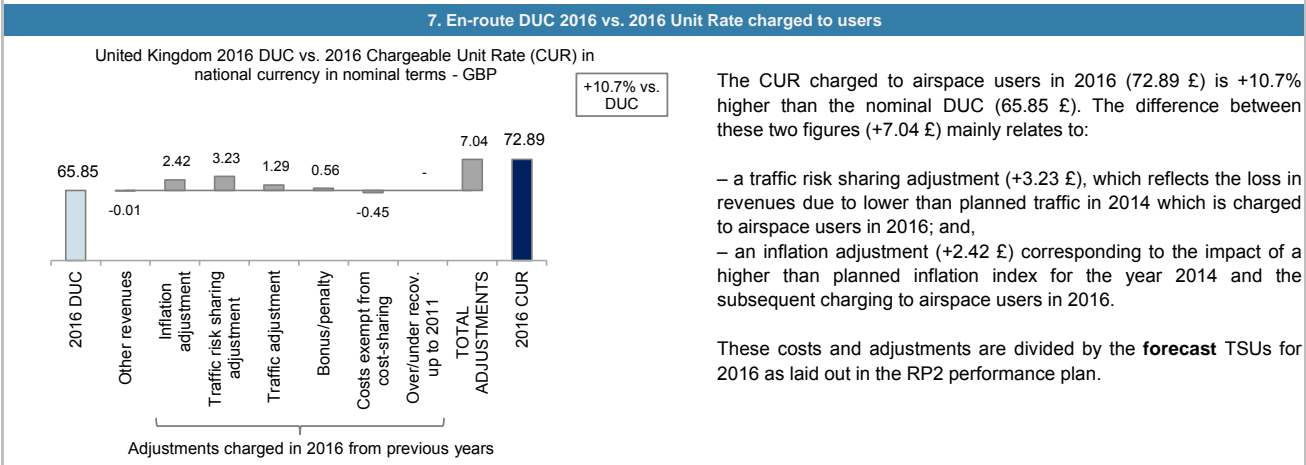 7. En-route DUC 2016 vs. 2016 Unit Rate charged to users
United Kingdom 2016 DUC vs. 2016 Chargeable Unit Rate (CUR) in
national currency in nominal terms - GBP
+10.7% vs.
DUC
65.85
-0.01
2.42
3.23
1.29
0.56
-0.45
-
7.04
72.89
2016 DUC
Other revenues
Inflation
adjustment
Traffic risk sharing
adjustment
Traffic adjustment
Bonus/penalty
Costs exempt from
cost-sharing
Over/under recov.
up to 2011
TOTAL
ADJUSTMENTS
2016 CUR
Adjustments charged in 2016 from previous years
The CUR charged to airspace users in 2016 (72.89 £) is +10.7%
higher than the nominal DUC (65.85 £). The difference between
these two figures (+7.04 £) mainly relates to:
– a traffic risk sharing adjustment (+3.23 £), which reflects the loss in
revenues due to lower than planned traffic in 2014 which is charged
to airspace users in 2016; and,
– an inflation adjustment (+2.42 £) corresponding to the impact of a
higher than planned inflation index for the year 2014 and the
subsequent charging to airspace users in 2016.
These costs and adjustments are divided by the forecast TSUs for
2016 as laid out in the RP2 performance plan.